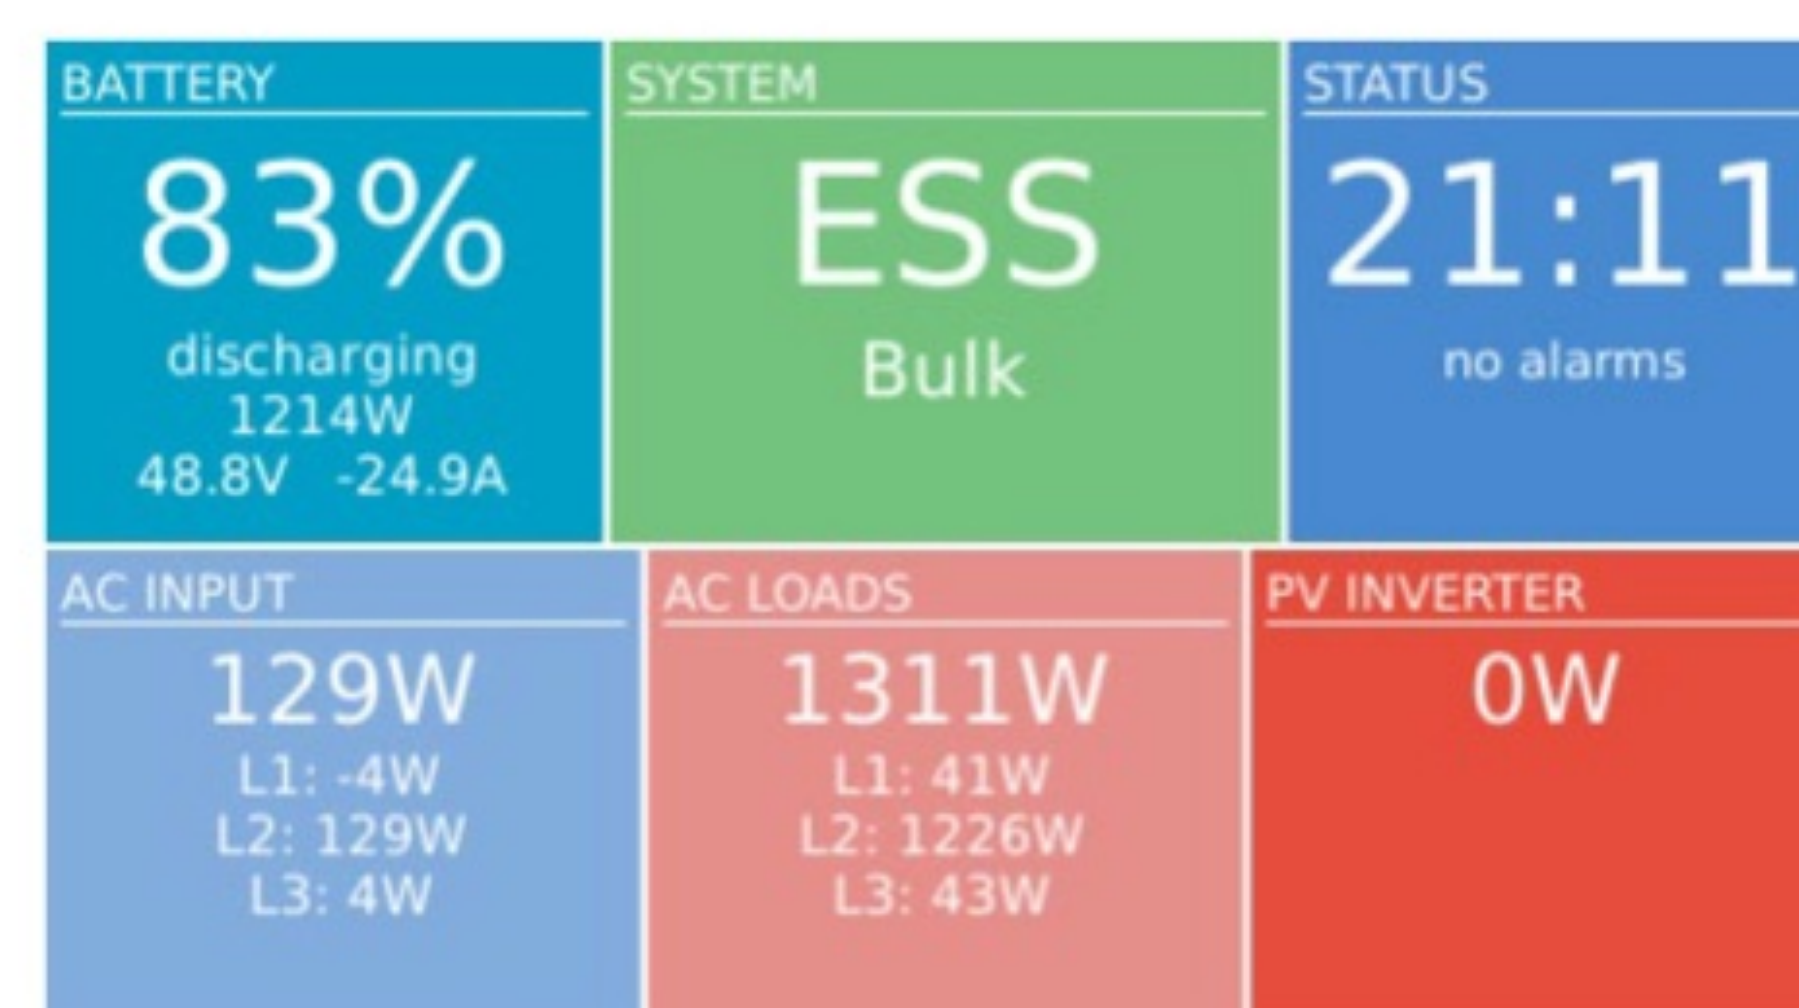 BATTERY
83%
discharging
1214W
48.8V -24.9A
SYSTEM
ESS
Bulk
STATUS
21:11
no alarms
AC INPUT
129W
L1: -4W
L2: 129W
L3: 4W
AC LOADS
1311W
L1: 41W
L2: 1226W
L3: 43W
PV INVERTER
0W